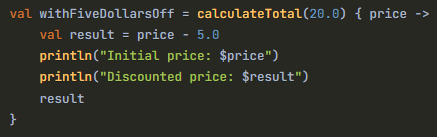 val withFiveDollarsOff = calculateTotal(20.0) { price ->
    val result = price - 5.0
    println("Initial price: $price")
    println("Discounted price: $result")
    result
}